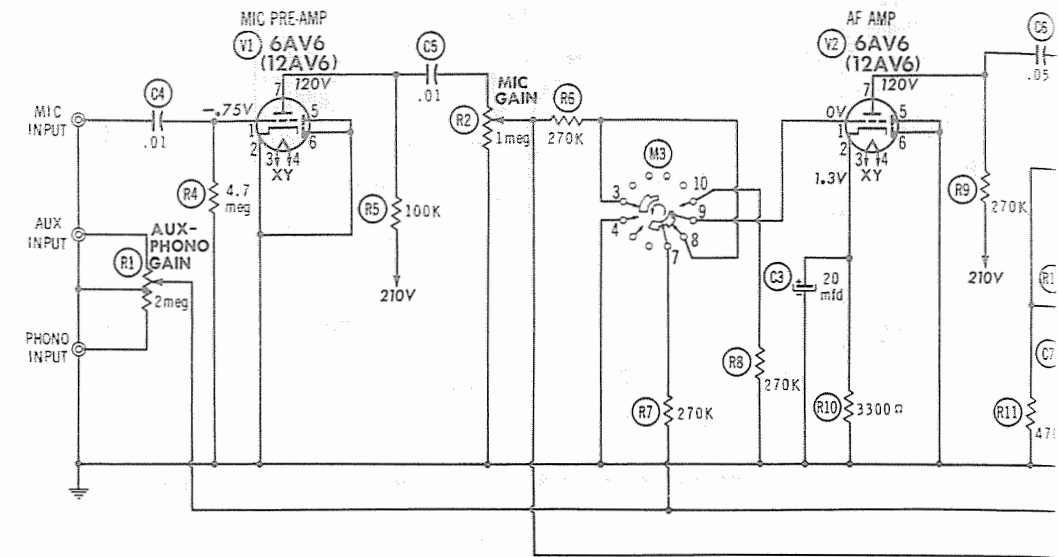 MIC PRE-AMP
V1 6AV6
(12AV6)
120V
7
C5
.01
AF AMP
V2 6AV6
(12AV6)
120V
7
C6
.05
MIC
INPUT
C4
.01
-.75V
1
2
3
4
5
6
XY
R2
MIC
GAIN
1meg
R6
270K
M3
3
4
10
9
8
7
0V
1
2
3
4
5
6
XY
1.3V
R4
4.7
meg
R5
100K
210V
R9
270K
210V
AUX
INPUT
AUX-
PHONO
GAIN
R1
2meg
C3
+
20
mfd
R1
PHONO
INPUT
R8
270K
C7
R7
270K
R10
3300Ω
R11